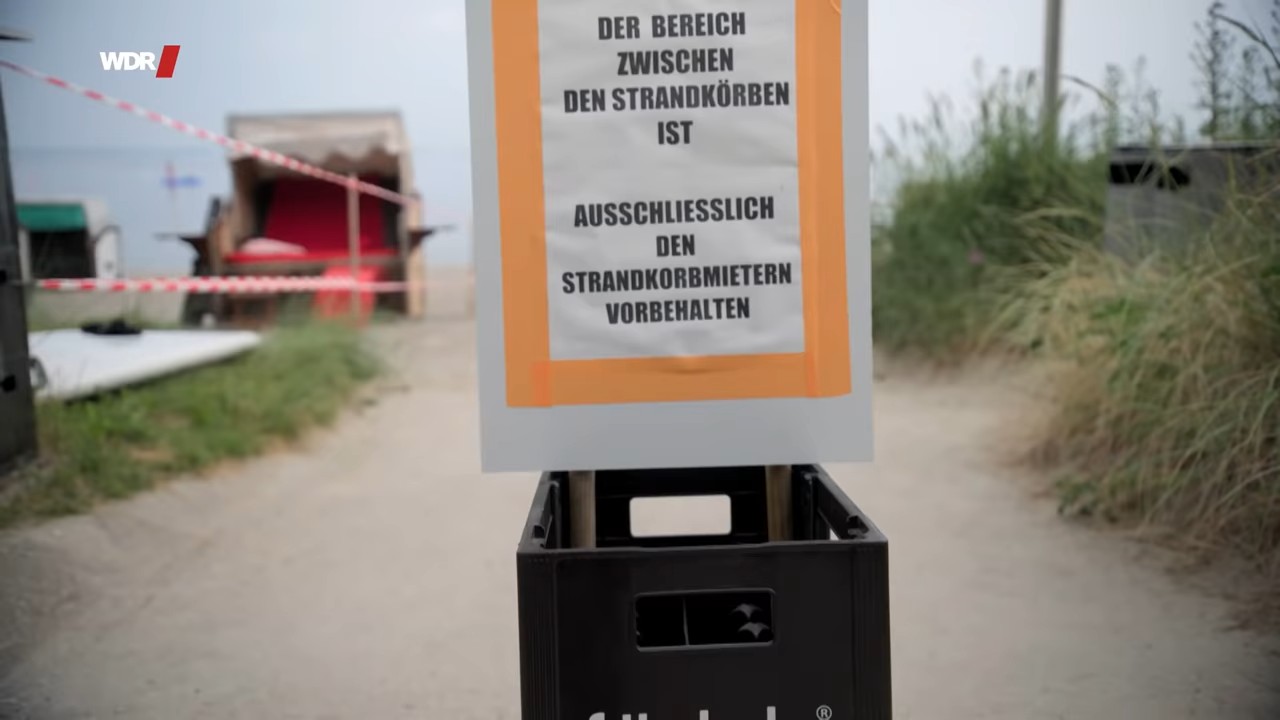 WDR
DER BEREICH
ZWISCHEN
DEN STRANDKÖRBEN
IST
AUSSCHLIESSLICH
DEN
STRANDKORBMIETERN
VORBEHALTEN
®